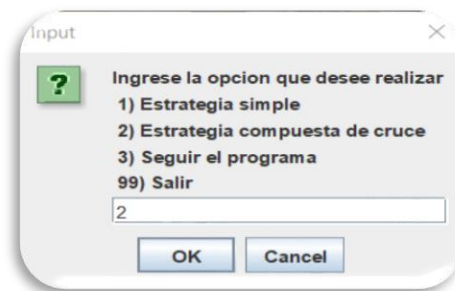 Input
?
Ingrese la opcion que desee realizar
1) Estrategia simple
2) Estrategia compuesta de cruce
3) Seguir el programa
99) Salir
2
OK Cancel